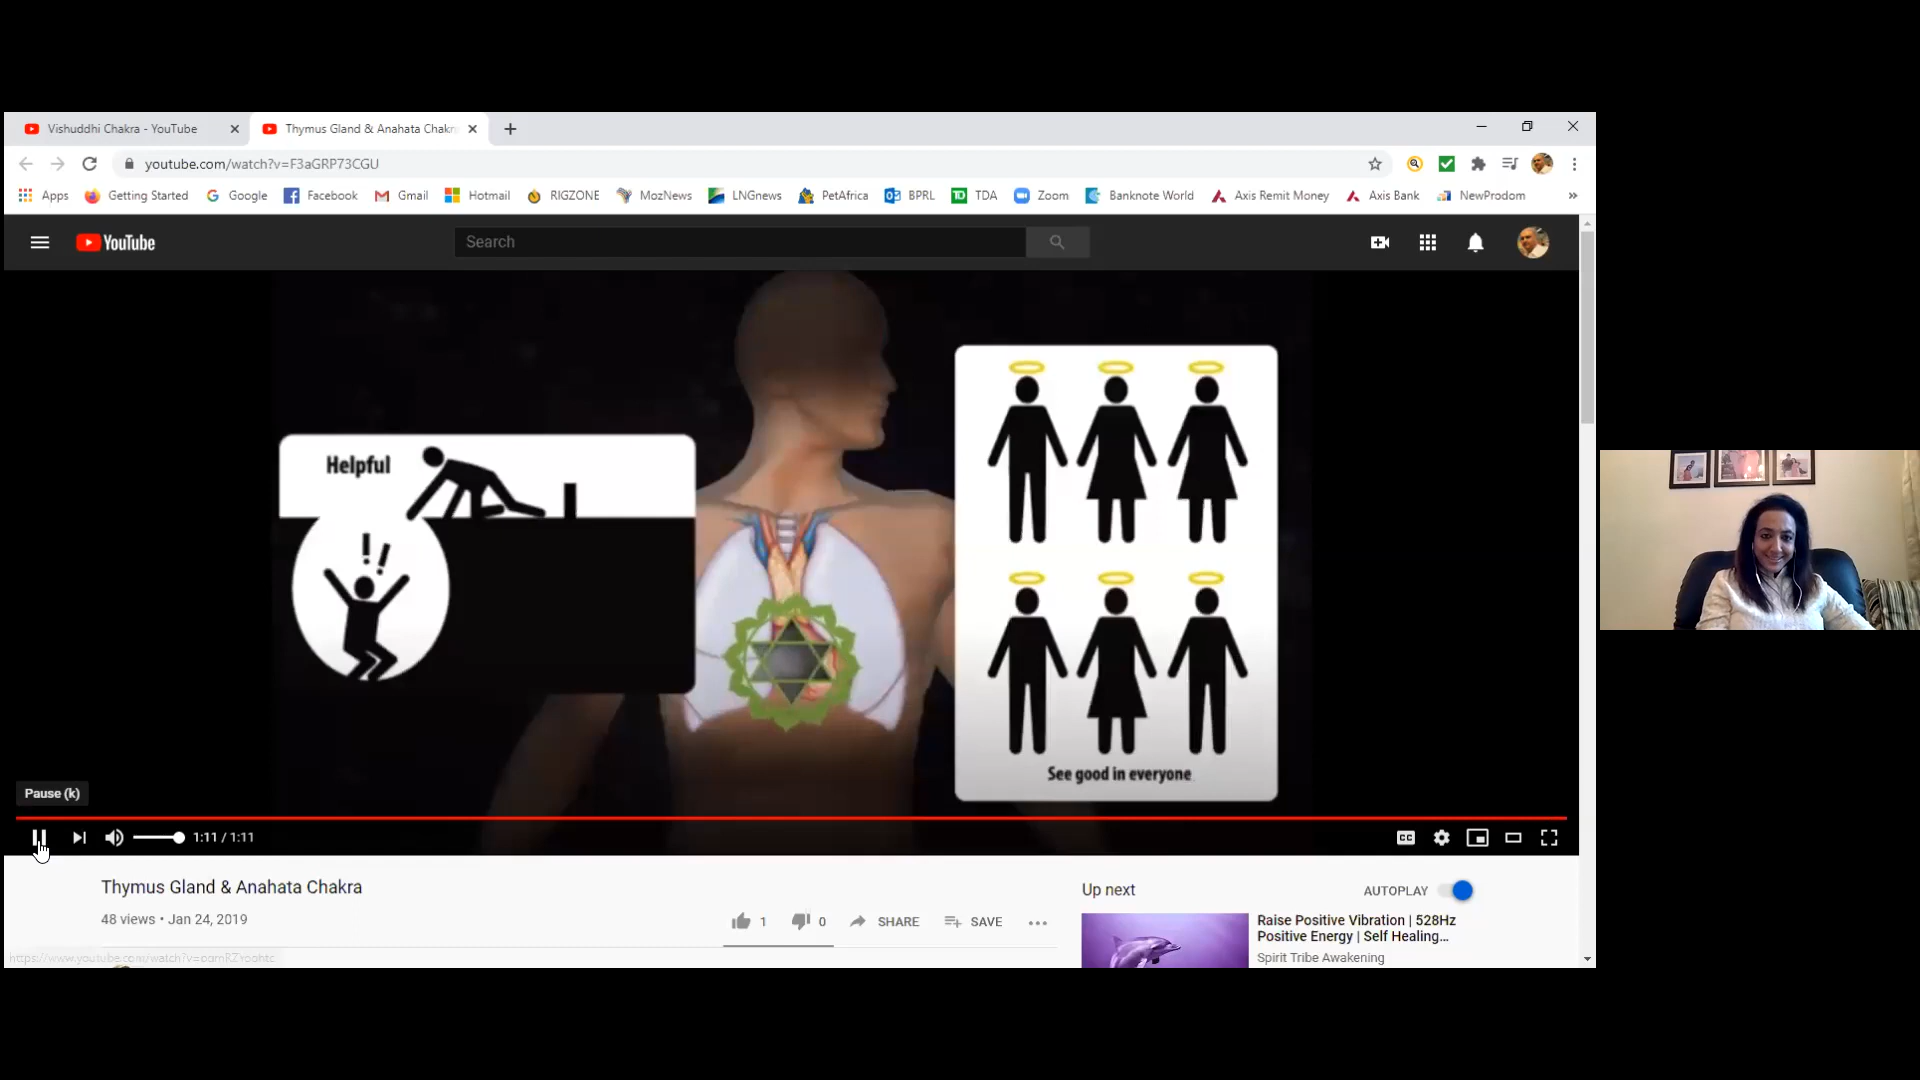 Vishuddhi Chakra - YouTube
Thymus Gland & Anahata Chakr
youtube.com/watch?v=F3aGRP73CGU
Apps Getting Started Google Facebook Gmail Hotmail RIGZONE MozNews LNGnews PetAfrica BPRL TDA Zoom Banknote World Axis Remit Money Axis Bank NewProdom »
YouTube
Search
Helpful
! !
See good in everyone
Pause (k)
1:11 / 1:11
CC
Thymus Gland & Anahata Chakra
48 views • Jan 24, 2019
1 0 SHARE SAVE
Up next AUTOPLAY
Raise Positive Vibration | 528Hz
Positive Energy | Self Healing...
Spirit Tribe Awakening